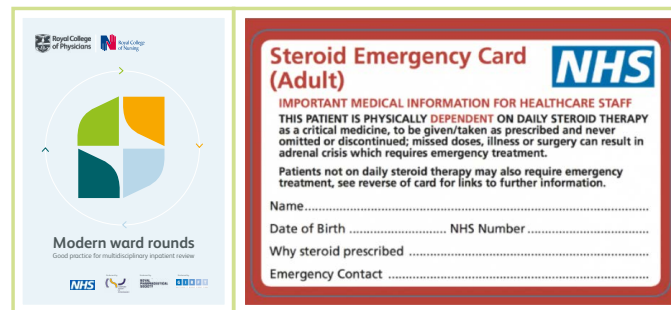 Royal College
of Physicians
Royal College
of Nursing
Modern ward rounds
Good practice for multidisciplinary inpatient review
NHS
ROYAL
PHARMACEUTICAL
SOCIETY
Steroid Emergency Card
(Adult)
NHS
IMPORTANT MEDICAL INFORMATION FOR HEALTHCARE STAFF
THIS PATIENT IS PHYSICALLY DEPENDENT ON DAILY STEROID THERAPY
as a critical medicine, to be given/taken as prescribed and never
omitted or discontinued; missed doses, illness or surgery can result in
adrenal crisis which requires emergency treatment.
Patients not on daily steroid therapy may also require emergency
treatment, see reverse of card for links to further information.
Name
Date of Birth NHS Number
Why steroid prescribed
Emergency Contact